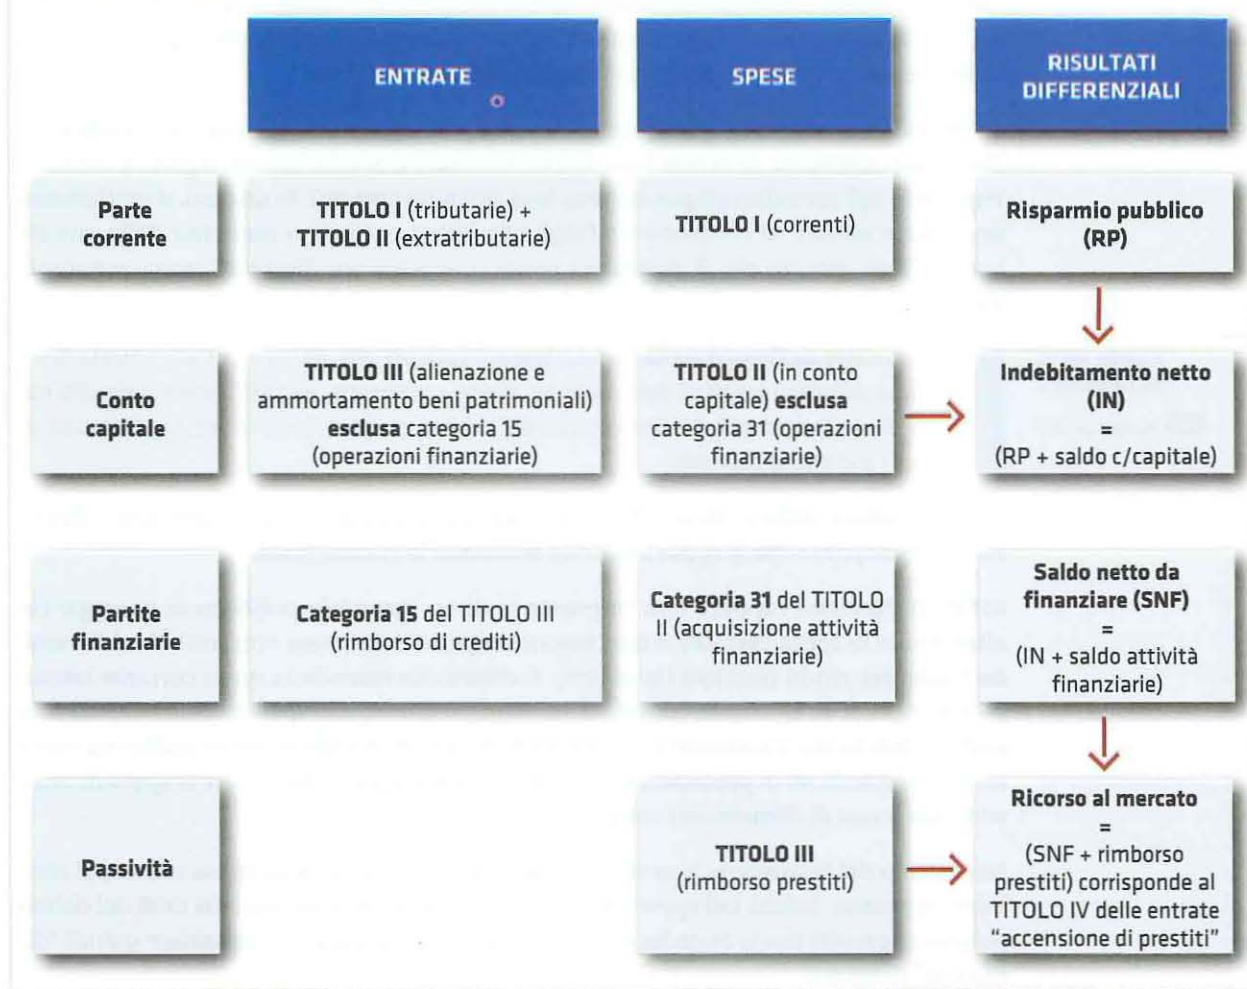 ENTRATE
SPESE
RISULTATI
DIFFERENZIALI
Parte
corrente
TITOLO I (tributarie) +
TITOLO II (extratributarie)
TITOLO I (correnti)
Risparmio pubblico
(RP)
Conto
capitale
TITOLO III (alienazione e
ammortamento beni patrimoniali)
esclusa categoria 15
(operazioni finanziarie)
TITOLO II (in conto
capitale) esclusa
categoria 31 (operazioni
finanziarie)
Indebitamento netto
(IN)
=
(RP + saldo c/capitale)
Partite
finanziarie
Categoria 15 del TITOLO III
(rimborso di crediti)
Categoria 31 del TITOLO
II (acquisizione attività
finanziarie)
Saldo netto da
finanziare (SNF)
=
(IN + saldo attività
finanziarie)
Passività
TITOLO III
(rimborso prestiti)
Ricorso al mercato
=
(SNF + rimborso
prestiti) corrisponde al
TITOLO IV delle entrate
“accensione di prestiti”